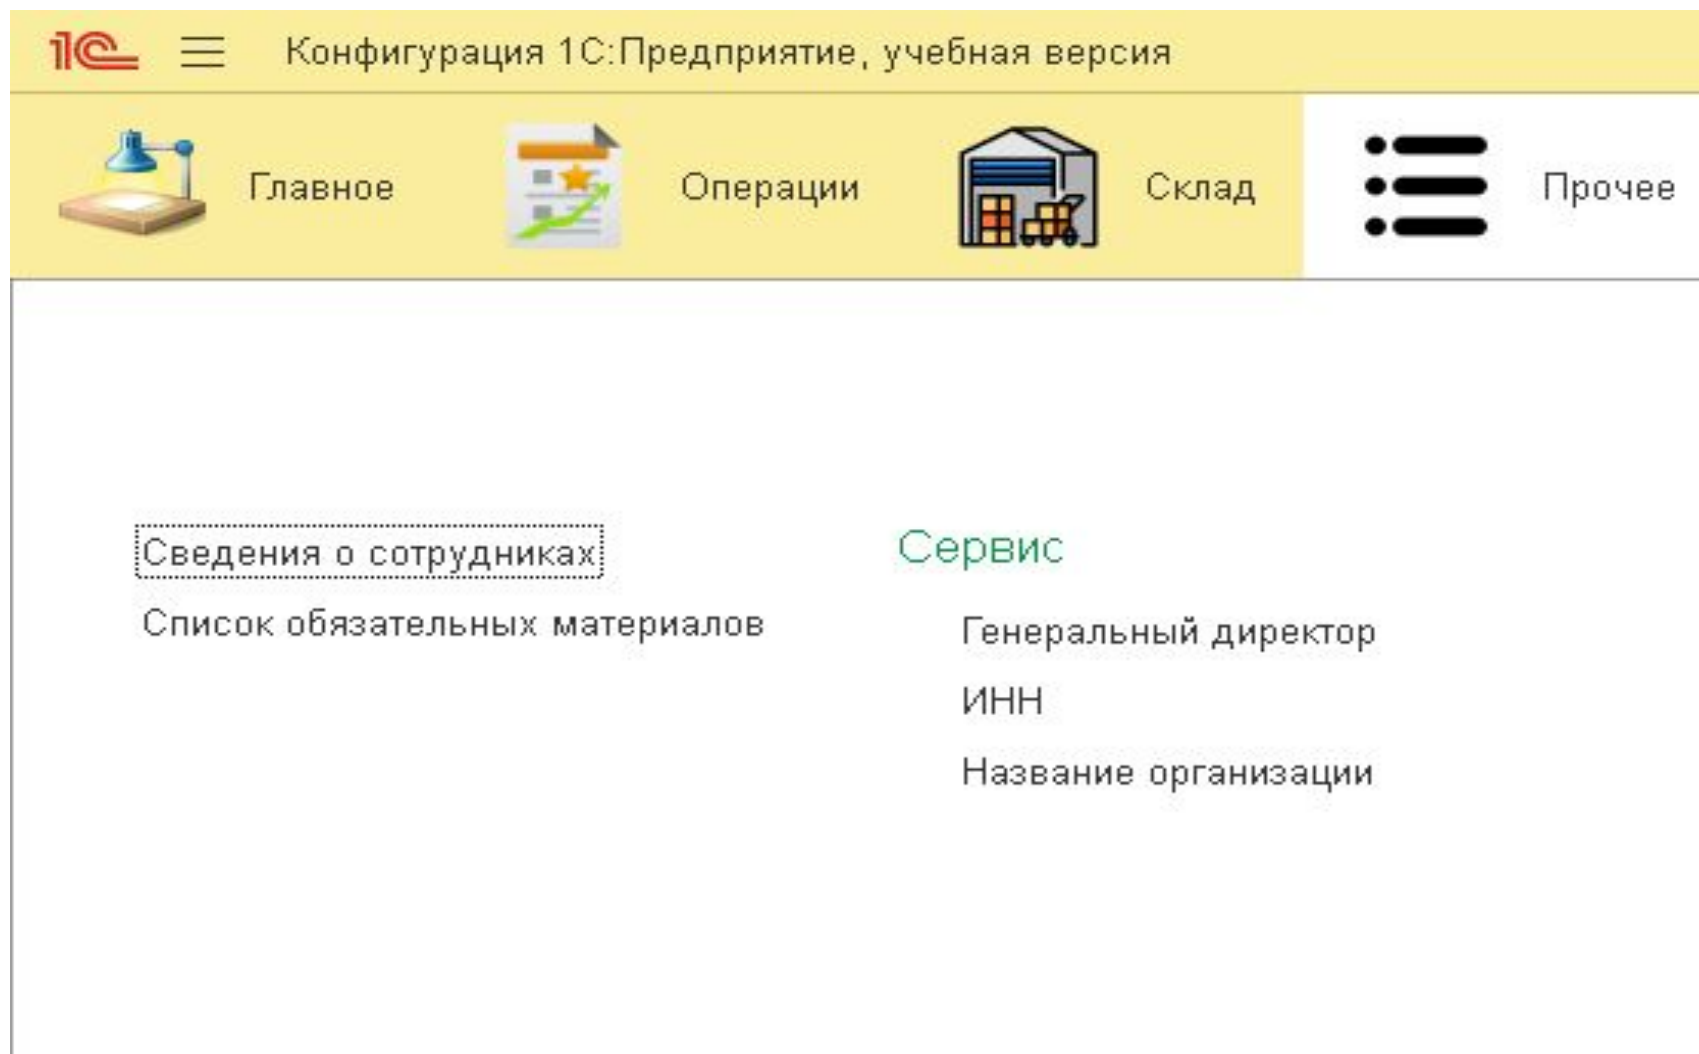 1С Конфигурация 1С:Предприятие, учебная версия
Главное Операции Склад Прочее
Сведения о сотрудниках
Список обязательных материалов
Сервис
Генеральный директор
ИНН
Название организации